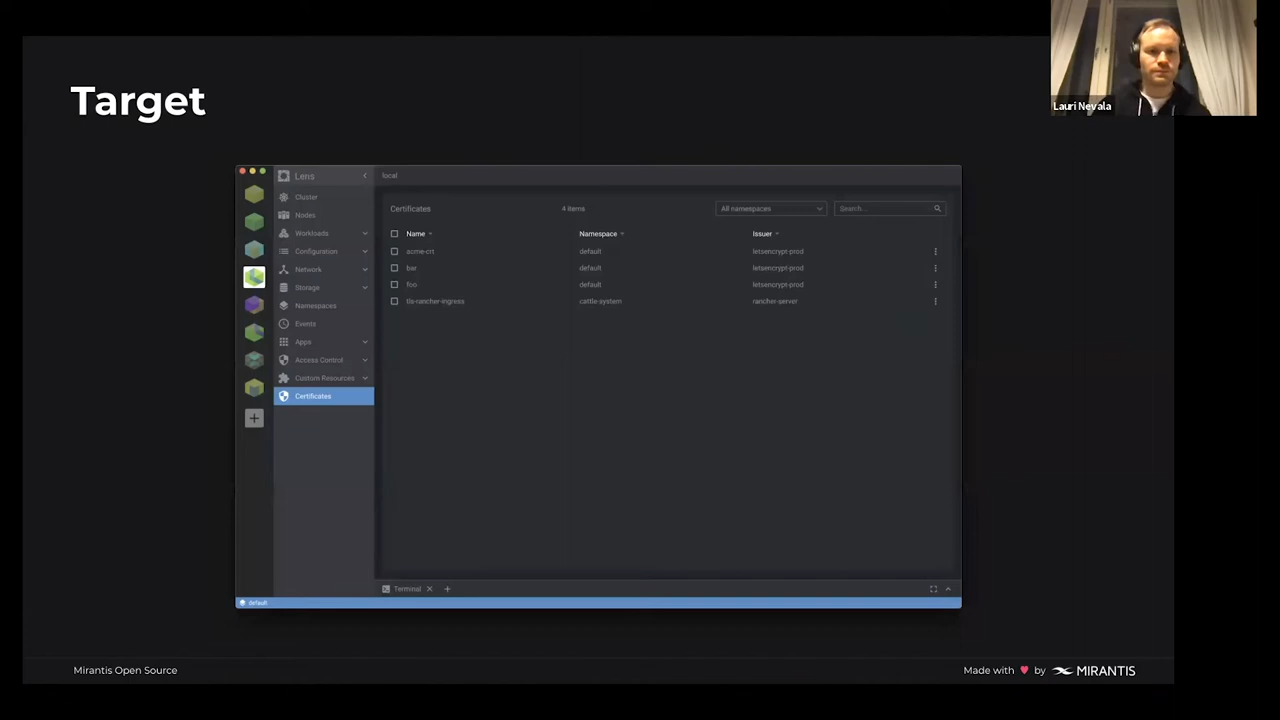 Target
Lauri Nevala
Lens
local
Cluster
Nodes
Workloads
Configuration
Network
Storage
Namespaces
Events
Apps
Access Control
Custom Resources
Certificates
Certificates
4 items
All namespaces
Search...
Name Namespace Issuer
acme-crt default letsencrypt-prod
bar default letsencrypt-prod
foo default letsencrypt-prod
tls-rancher-ingress cattle-system rancher-server
Terminal
default
Mirantis Open Source
Made with ♥ by MIRANTIS